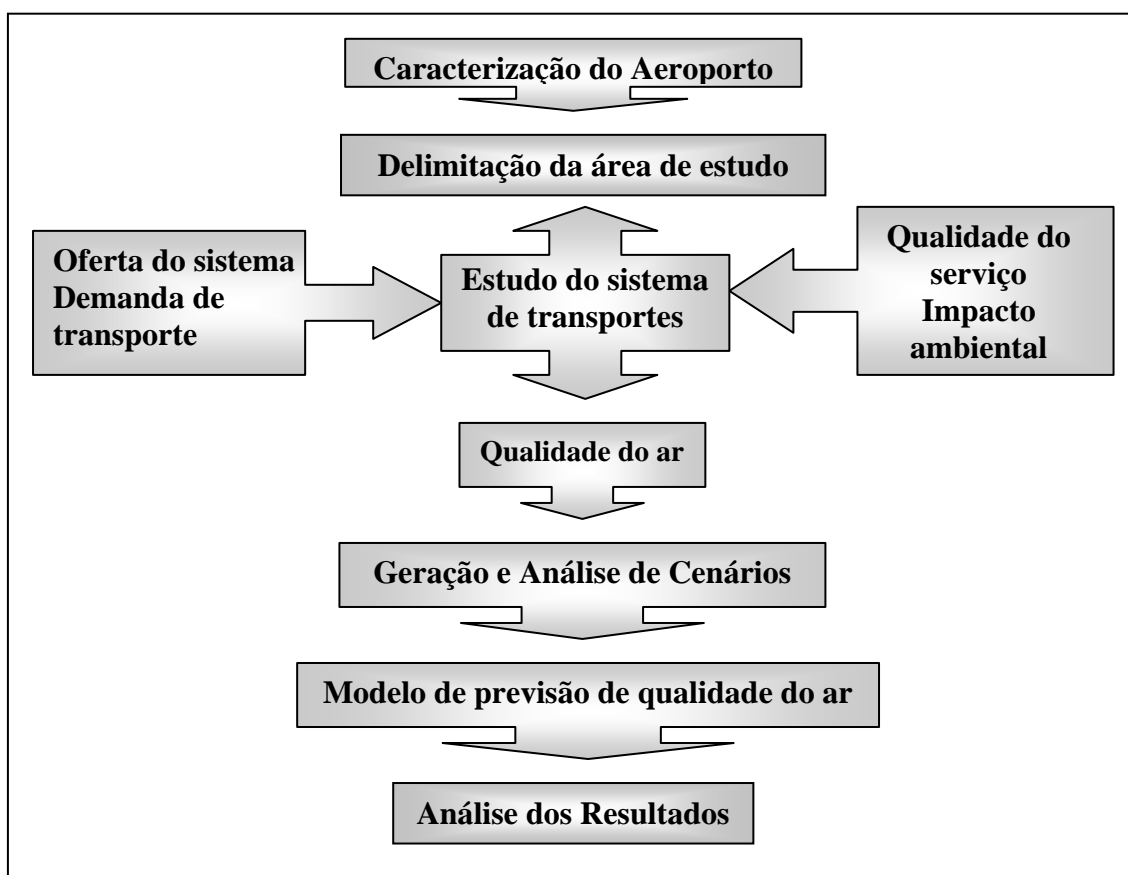 Caracterização do Aeroporto
Delimitação da área de estudo
Oferta do sistema
Demanda de
transporte
Estudo do sistema
de transportes
Qualidade do
serviço
Impacto
ambiental
Qualidade do ar
Geração e Análise de Cenários
Modelo de previsão de qualidade do ar
Análise dos Resultados